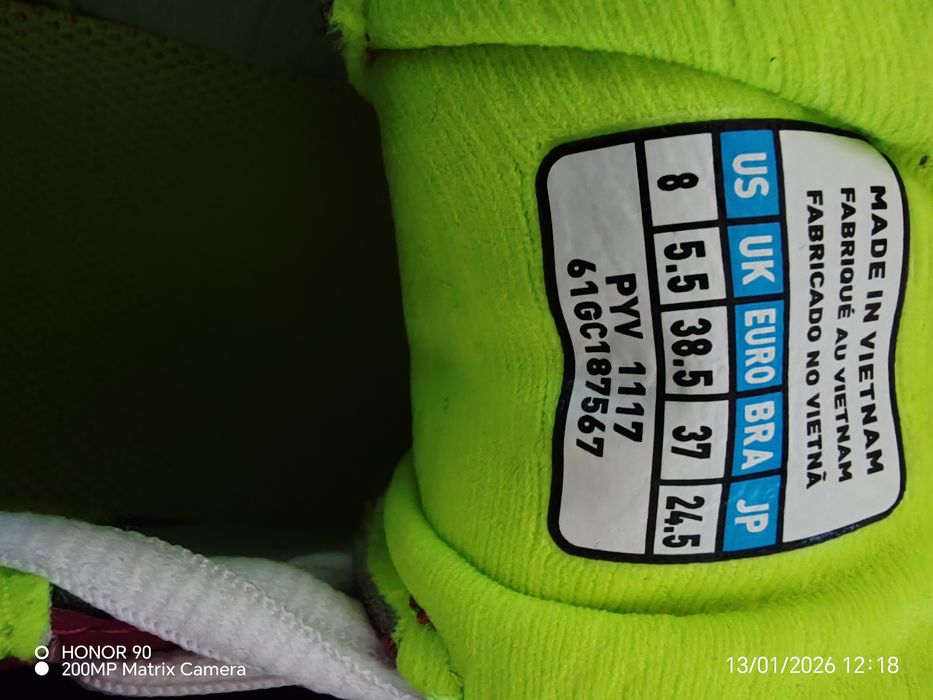 MADE IN VIETNAM
FABRIQUÉ AU VIETNAM
FABRICADO NO VIETNÃ
US UK EURO BRA JP
8 5.5 38.5 37 24.5
PYV 1117
61GC187567
HONOR 90
200MP Matrix Camera
13/01/2026 12:18